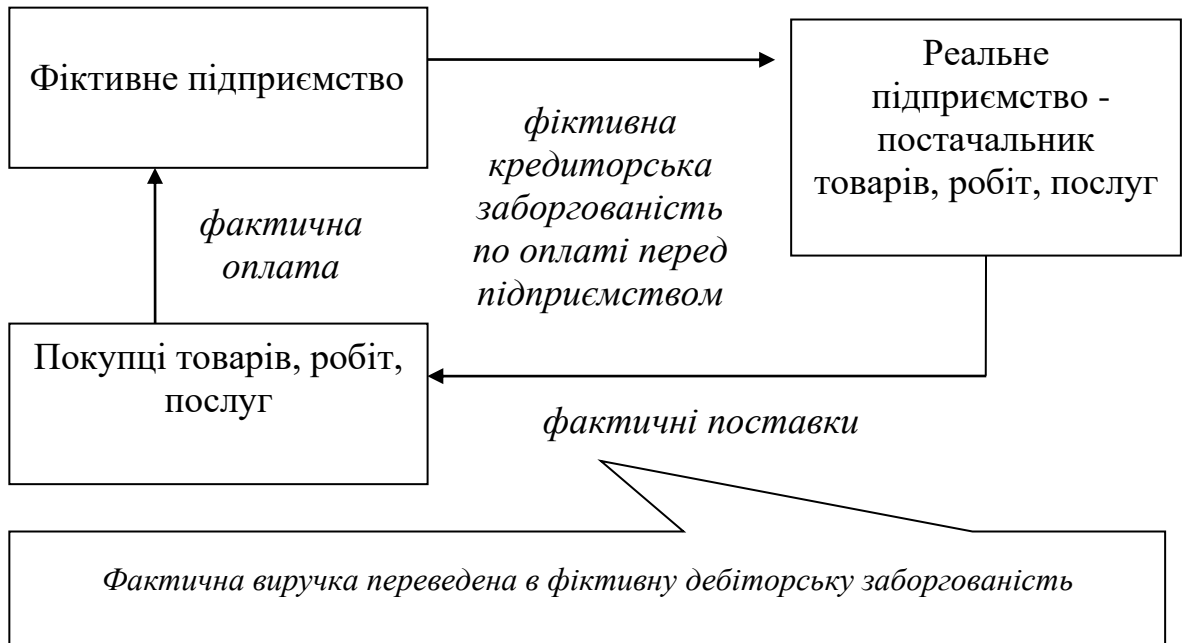 Фіктивне підприємство
Реальне
підприємство -
постачальник
товарів, робіт, послуг
фіктивна
кредиторська
заборгованість
по оплаті перед
підприємством
фактична
оплата
Покупці товарів, робіт,
послуг
фактичні поставки
Фактична виручка переведена в фіктивну дебіторську заборгованість